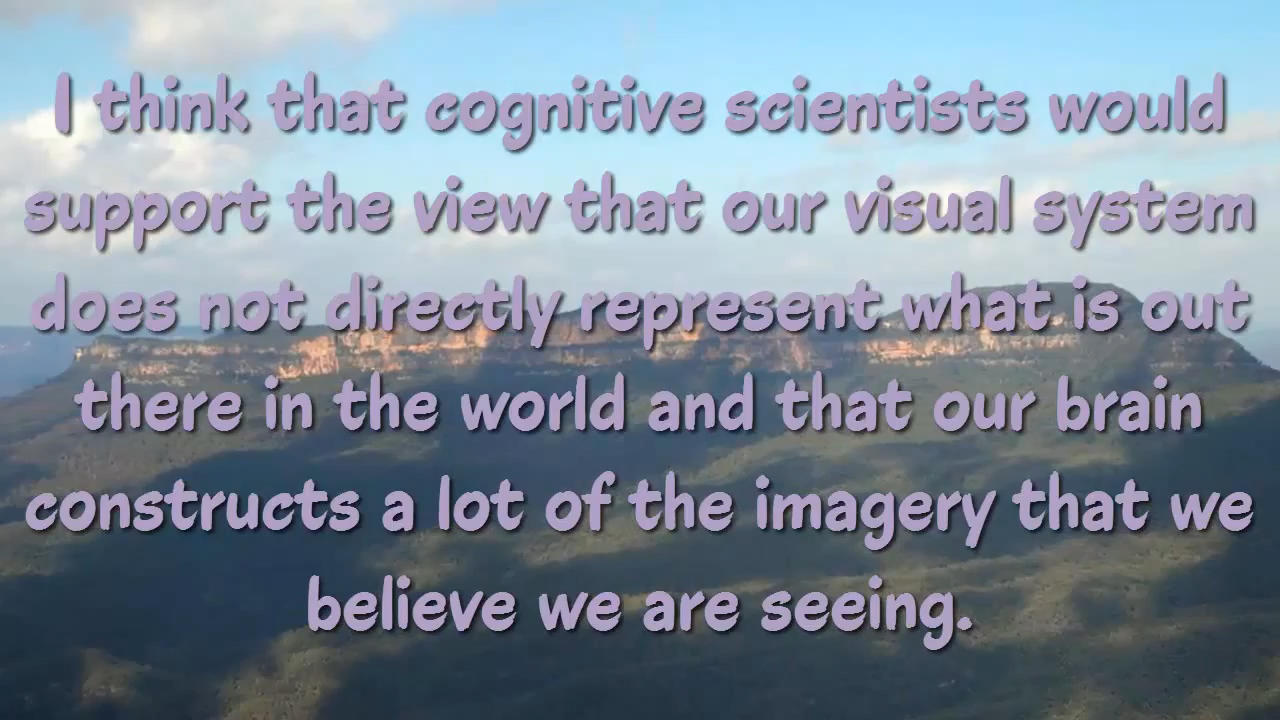 I think that cognitive scientists would
support the view that our visual system
does not directly represent what is out
there in the world and that our brain
constructs a lot of the imagery that we
believe we are seeing.